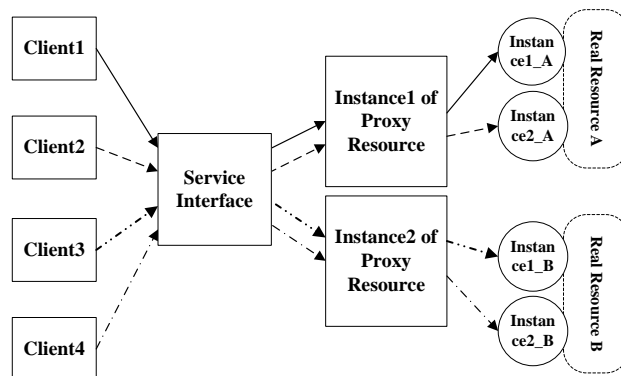 Client1
Client2
Client3
Client4
Service
Interface
Instance1 of
Proxy
Resource
Instance2 of
Proxy
Resource
Instan
ce1_A
Instan
ce2_A
Real Resource A
Instan
ce1_B
Instan
ce2_B
Real Resource B